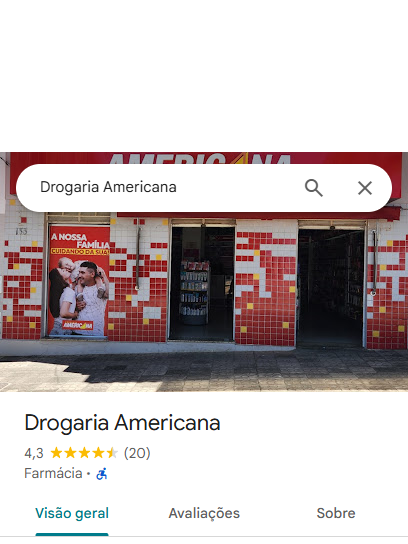 AMERICANA
Drogaria Americana
133
A NOSSA
FAMÍLIA
CUIDANDO DA SUA!
AMERICANA
Drogaria Americana
4,3 (20)
Farmácia ·
Visão geral Avaliações Sobre